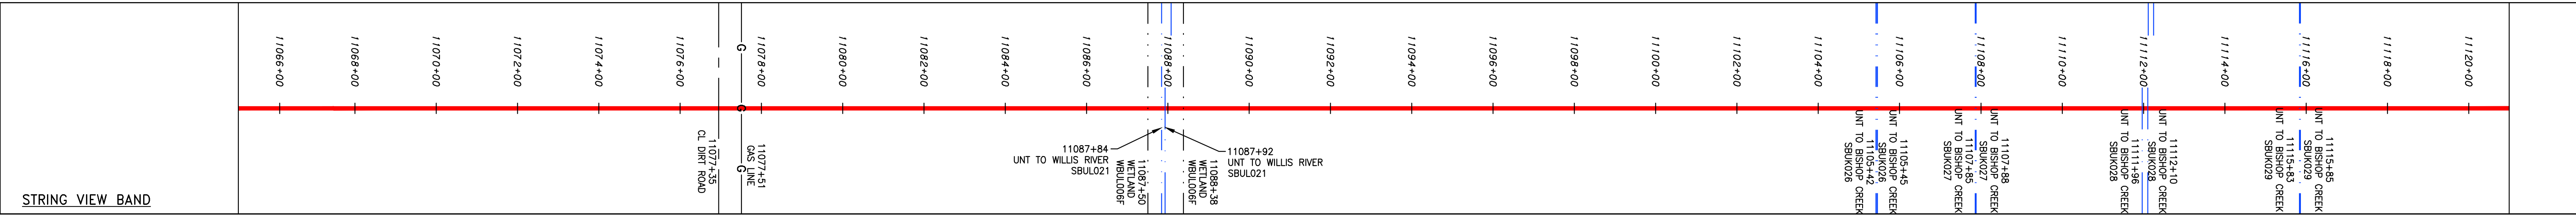 11066+00
11068+00
11070+00
11072+00
11074+00
11076+00
11078+00
11080+00
11082+00
11084+00
11086+00
11088+00
11090+00
11092+00
11094+00
11096+00
11098+00
11100+00
11102+00
11104+00
11106+00
11108+00
11110+00
11112+00
11114+00
11116+00
11118+00
11120+00
G
G
G
11077+35
CL DIRT ROAD
11077+51
GAS LINE
11087+84
UNT TO WILLIS RIVER
SBUL021
11087+50
WETLAND
WBUL006F
11088+38
WETLAND
WBUL006F
11087+92
UNT TO WILLIS RIVER
SBUL021
11105+42
UNT TO BISHOP CREEK
SBUK026
11105+45
UNT TO BISHOP CREEK
SBUK026
11107+85
UNT TO BISHOP CREEK
SBUK027
11107+88
UNT TO BISHOP CREEK
SBUK027
11111+96
UNT TO BISHOP CREEK
SBUK028
11112+10
UNT TO BISHOP CREEK
SBUK028
11115+83
UNT TO BISHOP CREEK
SBUK029
11115+85
UNT TO BISHOP CREEK
SBUK029
STRING VIEW BAND